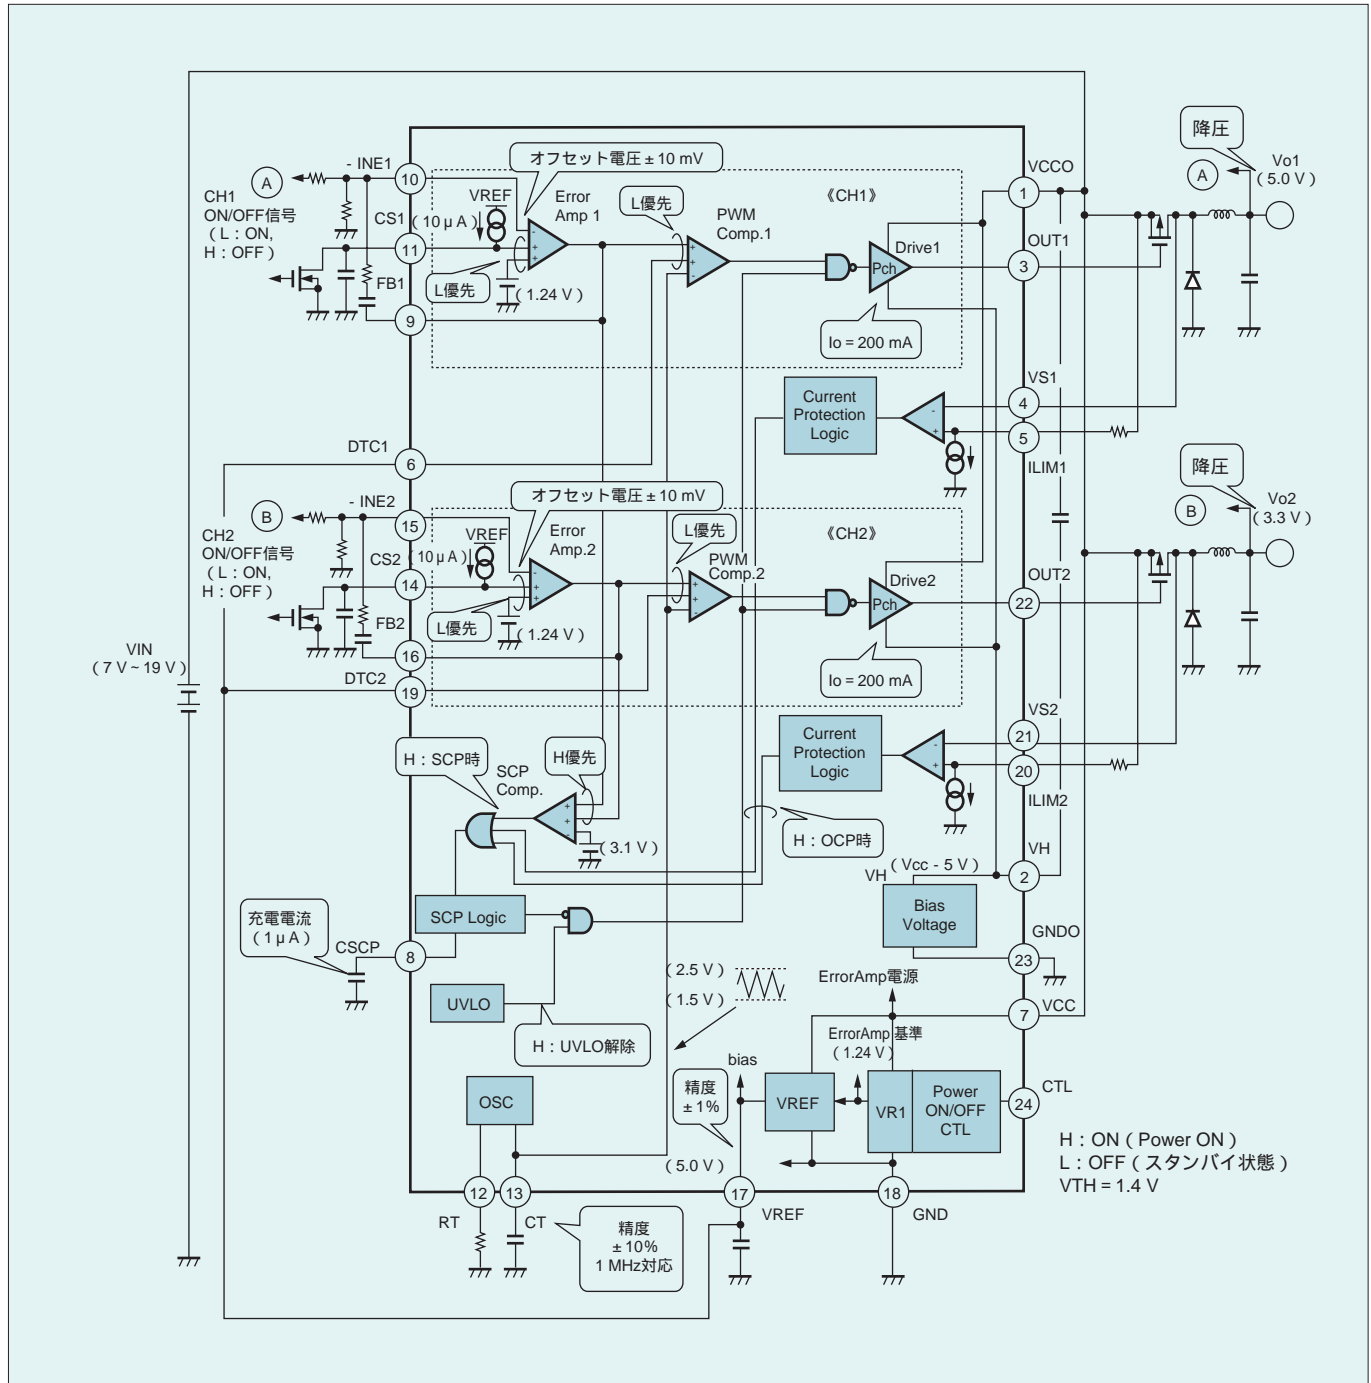 降圧
Vo1
(5.0 V)
A
オフセット電圧 ± 10 mV
VCCO
- INE1
10
A
CH1
ON/OFF信号
(L:ON,
H:OFF)
CS1
VREF
(10 μA)
Error
Amp 1
L優先
PWM
Comp.1
《CH1》
1
OUT1
11
Drive1
Pch
3
L優先
(1.24 V)
FB1
9
Io = 200 mA
VS1
4
Current
Protection
Logic
-
+
5
ILIM1
DTC1
6
降圧
Vo2
(3.3 V)
B
オフセット電圧 ± 10 mV
- INE2
B
15
CH2
ON/OFF信号
(L:ON,
H:OFF)
CS2
VREF
(10 μA)
Error
Amp.2
L優先
PWM
Comp.2
《CH2》
14
Drive2
Pch
OUT2
22
L優先
(1.24 V)
FB2
16
VIN
(7 V ~ 19 V)
DTC2
19
Io = 200 mA
VS2
21
Current
Protection
Logic
-
+
20
ILIM2
H:SCP時
SCP
Comp.
H優先
(3.1 V)
H:OCP時
VH
(Vcc - 5 V)
VH
2
充電電流
(1 μA)
SCP Logic
Bias
Voltage
CSCP
8
GNDO
23
(2.5 V)
(1.5 V)
ErrorAmp電源
UVLO
7
VCC
H:UVLO解除
ErrorAmp 基準
(1.24 V)
bias
精度
± 1%
OSC
VREF
VR1
Power
ON/OFF
CTL
24
CTL
H:ON(Power ON)
L:OFF(スタンバイ状態)
VTH = 1.4 V
(5.0 V)
12
13
17
18
RT
CT
VREF
GND
精度
± 10%
1 MHz対応